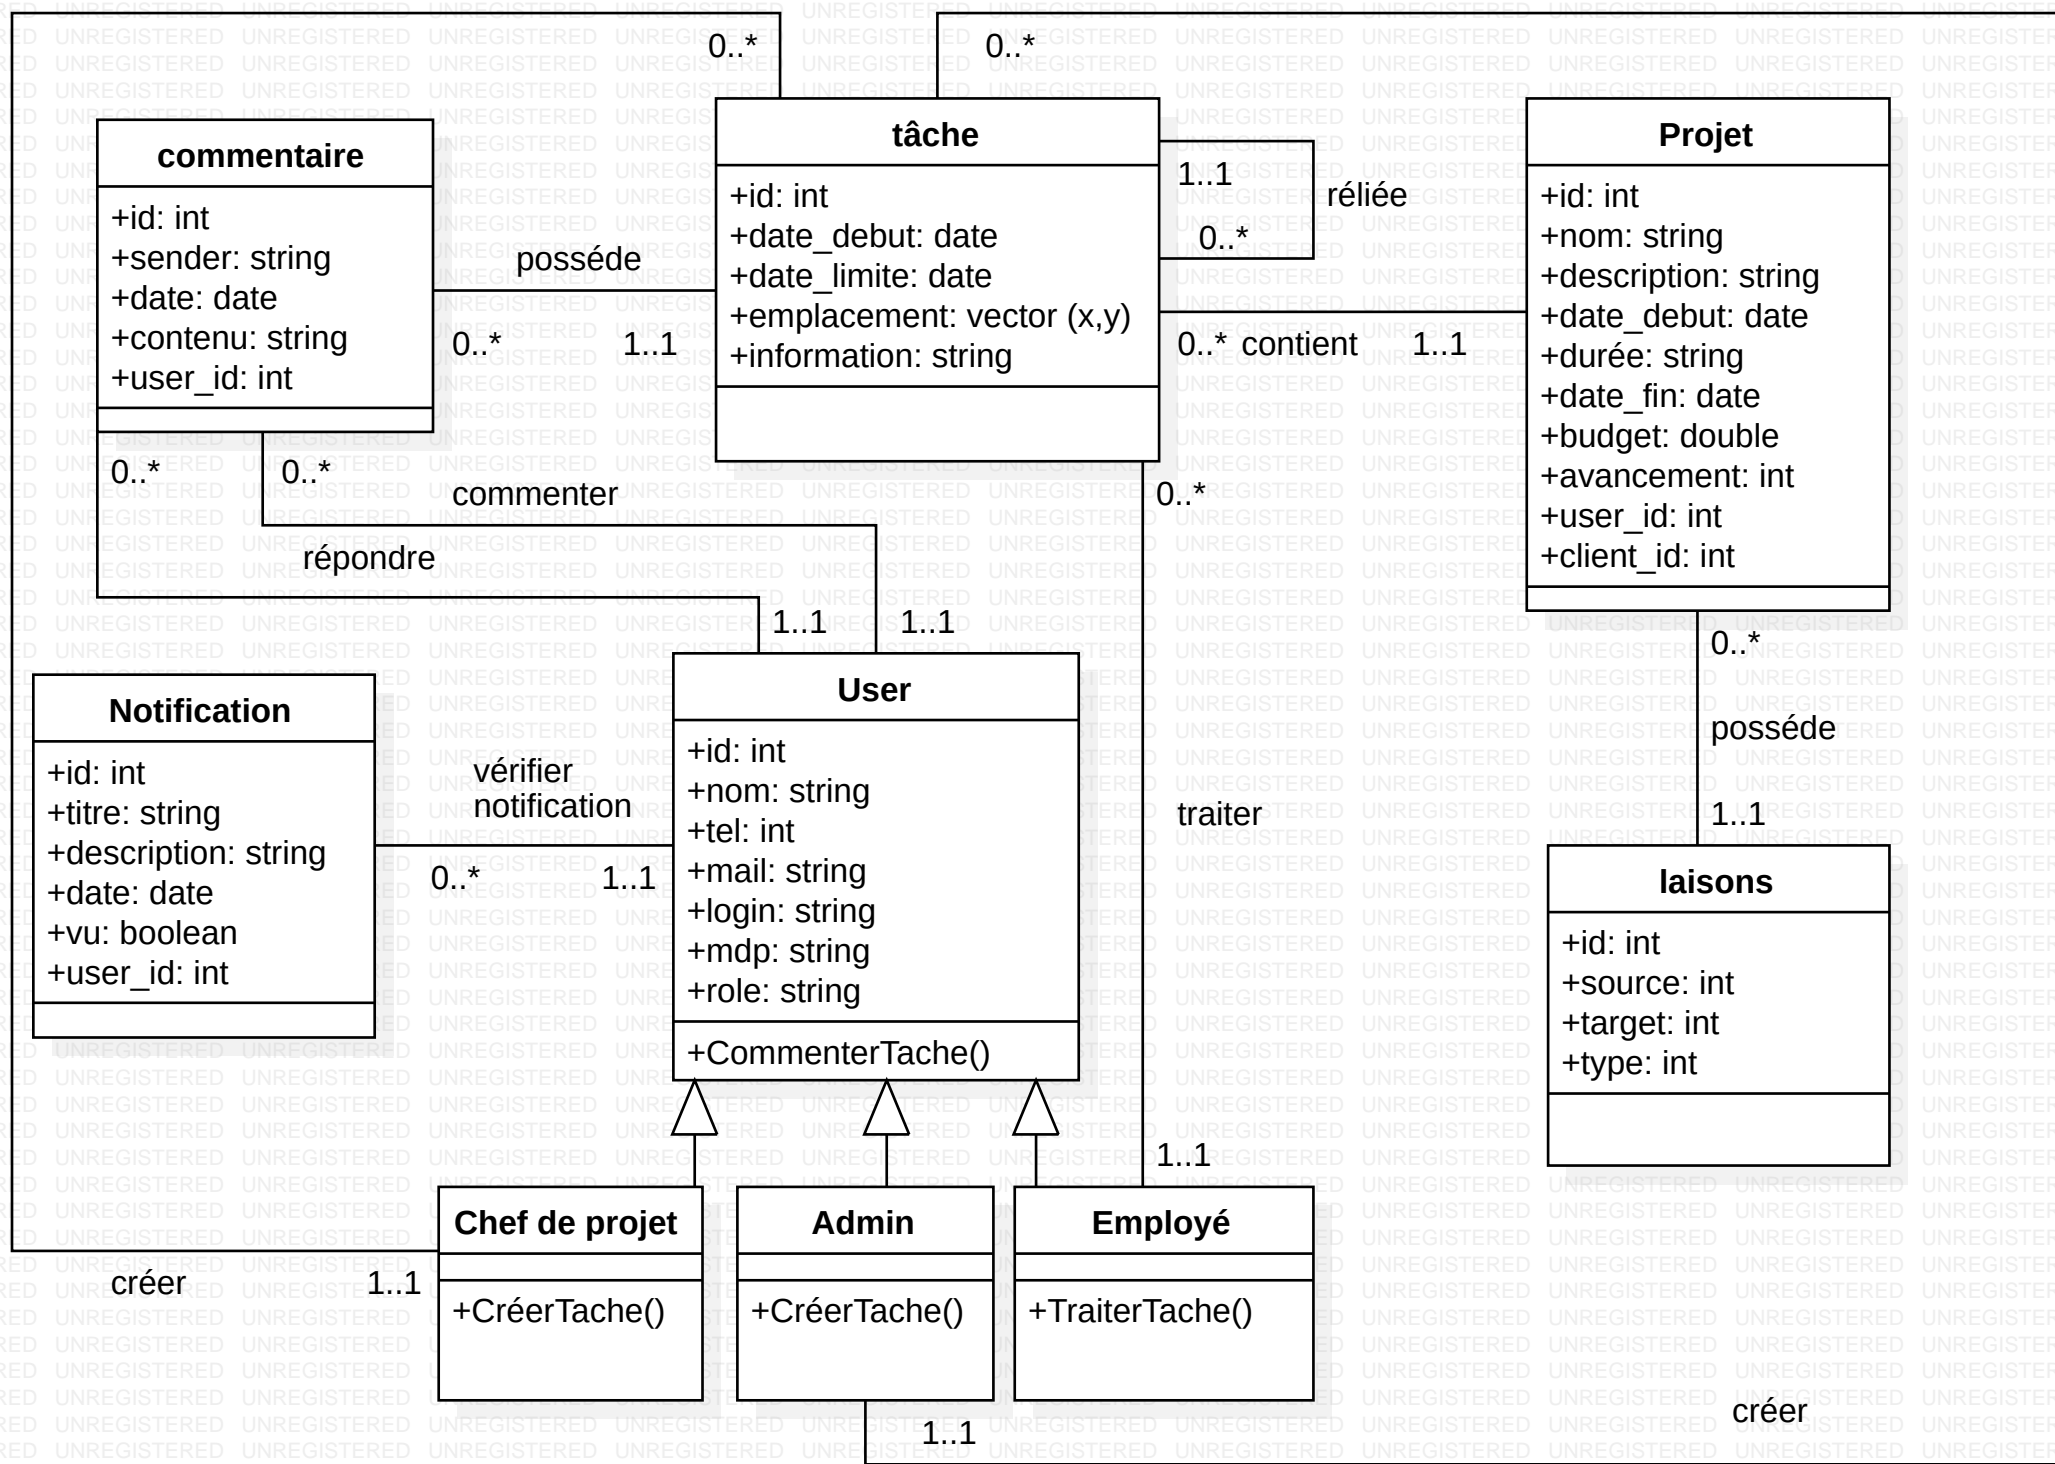 0..*
0..*
commentaire
+id: int
+sender: string
+date: date
+contenu: string
+user_id: int
posséde
0..*
1..1
tâche
+id: int
+date_debut: date
+date_limite: date
+emplacement: vector (x,y)
+information: string
1..1
réliée
0..*
0..* contient 1..1
Projet
+id: int
+nom: string
+description: string
+date_debut: date
+durée: string
+date_fin: date
+budget: double
+avancement: int
+user_id: int
+client_id: int
0..*
0..*
commenter
répondre
1..1
1..1
0..*
traiter
1..1
0..*
posséde
1..1
Notification
+id: int
+titre: string
+description: string
+date: date
+vu: boolean
+user_id: int
vérifier
notification
0..*
1..1
User
+id: int
+nom: string
+tel: int
+mail: string
+login: string
+mdp: string
+role: string
+CommenterTache()
laisons
+id: int
+source: int
+target: int
+type: int
créer
1..1
Chef de projet
+CréerTache()
Admin
+CréerTache()
Employé
+TraiterTache()
1..1
créer
UNREGISTERED